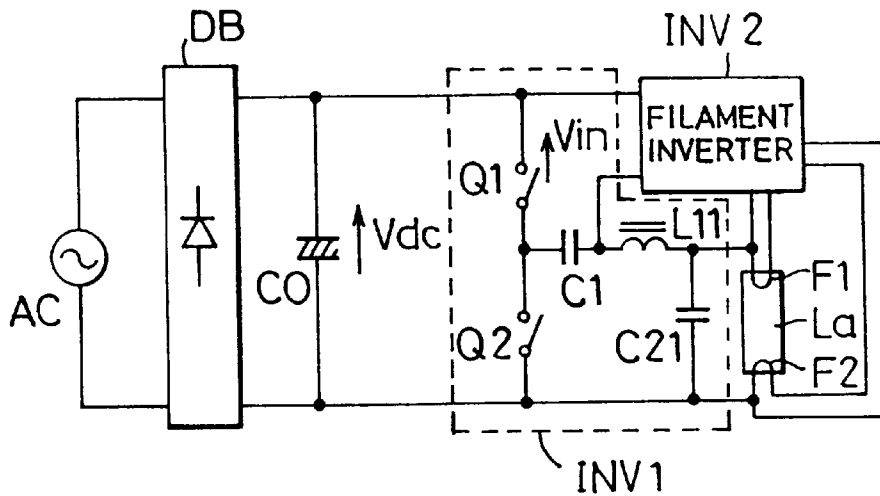 DB
INV 2
FILAMENT
INVERTER
Vin
Q1
L11
Vdc
C0
C1
F1
AC
La
Q2
C21
F2
INV1